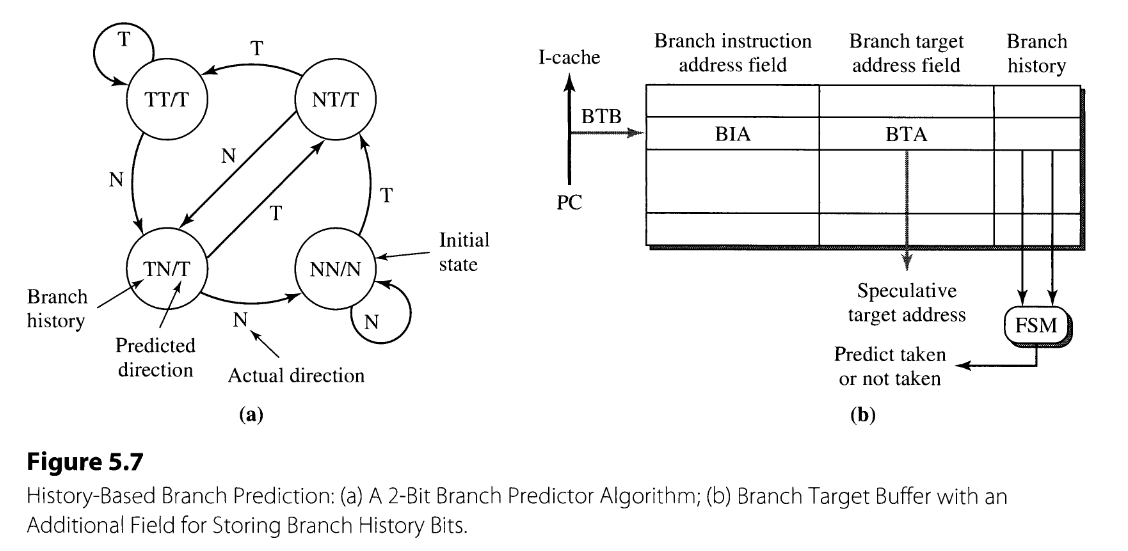 T
T
TT/T
NT/T
N
N
T
T
TN/T
NN/N
Initial
state
Branch
history
N
N
Predicted
direction
Actual direction
(a)
Branch instruction
address field
Branch target
address field
Branch
history
I-cache
BTB
BIA
BTA
PC
Speculative
target address
FSM
Predict taken
or not taken
(b)
Figure 5.7
History-Based Branch Prediction: (a) A 2-Bit Branch Predictor Algorithm; (b) Branch Target Buffer with an
Additional Field for Storing Branch History Bits.